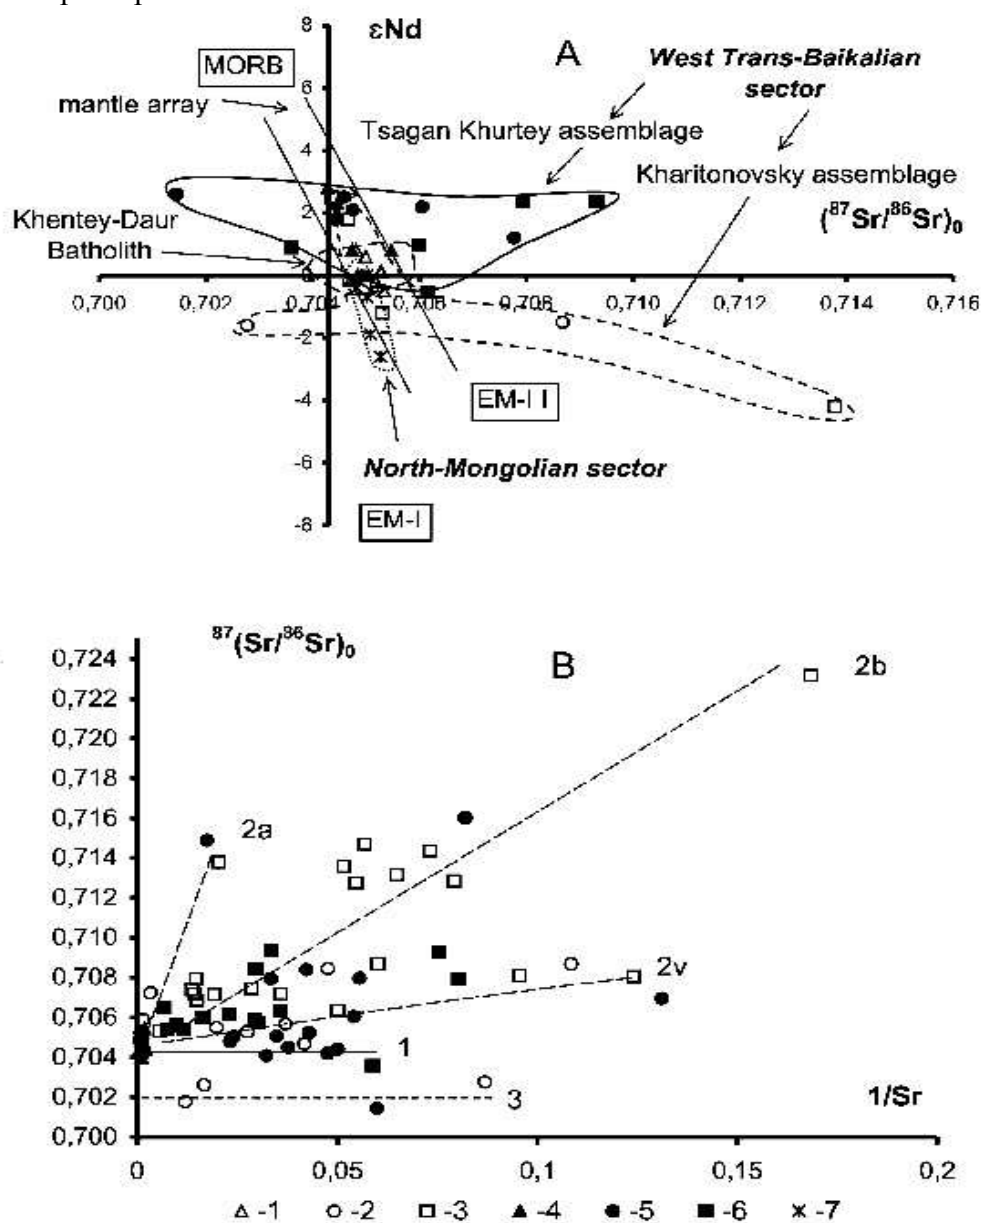 8
εNd
A
West Trans-Baikalian
sector
MORB
6
mantle array
Tsagan Khurtey assemblage
4
Kharitonovsky assemblage
2
Khentey-Daur
Batholith
(87Sr/86Sr)0
0
0,700
0,702
0,704
0,706
0,708
0,710
0,712
0,714
0,716
-2
-4
EM-I I
-6
North-Mongolian sector
-8
EM-I
87(Sr/86Sr)0
B
0,724
0,722
0,720
0,718
0,716
0,714
0,712
0,710
0,708
0,706
0,704
0,702
0,700
2b
2a
2v
1
3
1/Sr
0
0,05
0,1
0,15
0,2
-1
-2
-3
-4
-5
-6
-7